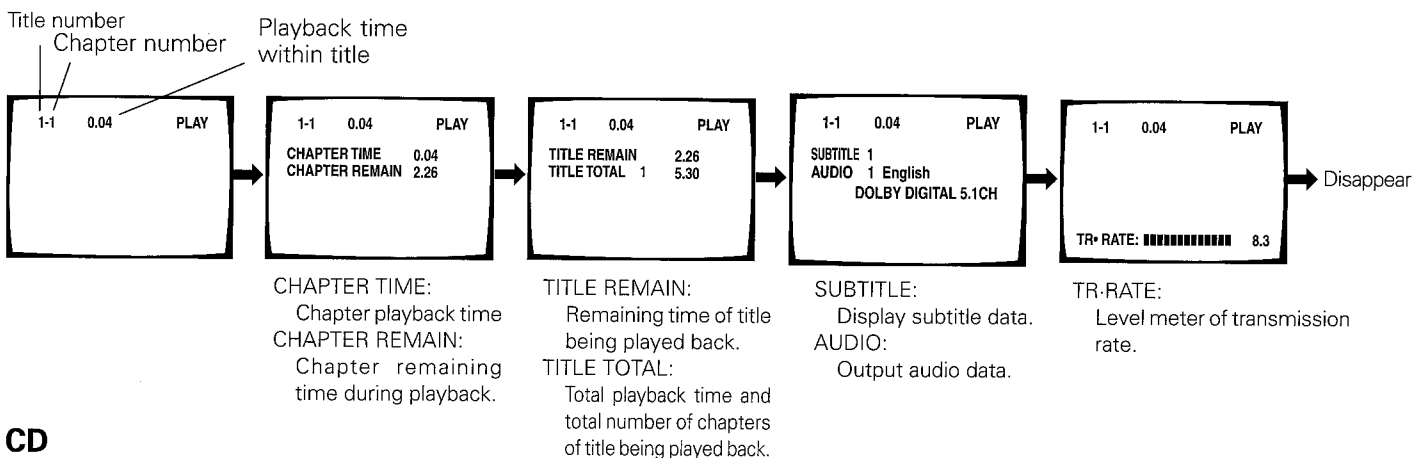 Title number
Chapter number
Playback time
within title
1-1 0.04 PLAY
1-1 0.04 PLAY
CHAPTER TIME 0.04
CHAPTER REMAIN 2.26
1-1 0.04 PLAY
TITLE REMAIN 2.26
TITLE TOTAL 1 5.30
1-1 0.04 PLAY
SUBTITLE 1
AUDIO 1 English
DOLBY DIGITAL 5.1CH
1-1 0.04 PLAY
TR• RATE: 8.3
Disappear
CHAPTER TIME:
Chapter playback time
CHAPTER REMAIN:
Chapter remaining
time during playback.
TITLE REMAIN:
Remaining time of title
being played back.
TITLE TOTAL:
Total playback time and
total number of chapters
of title being played back.
SUBTITLE:
Display subtitle data.
AUDIO:
Output audio data.
TR·RATE:
Level meter of transmission
rate.
CD